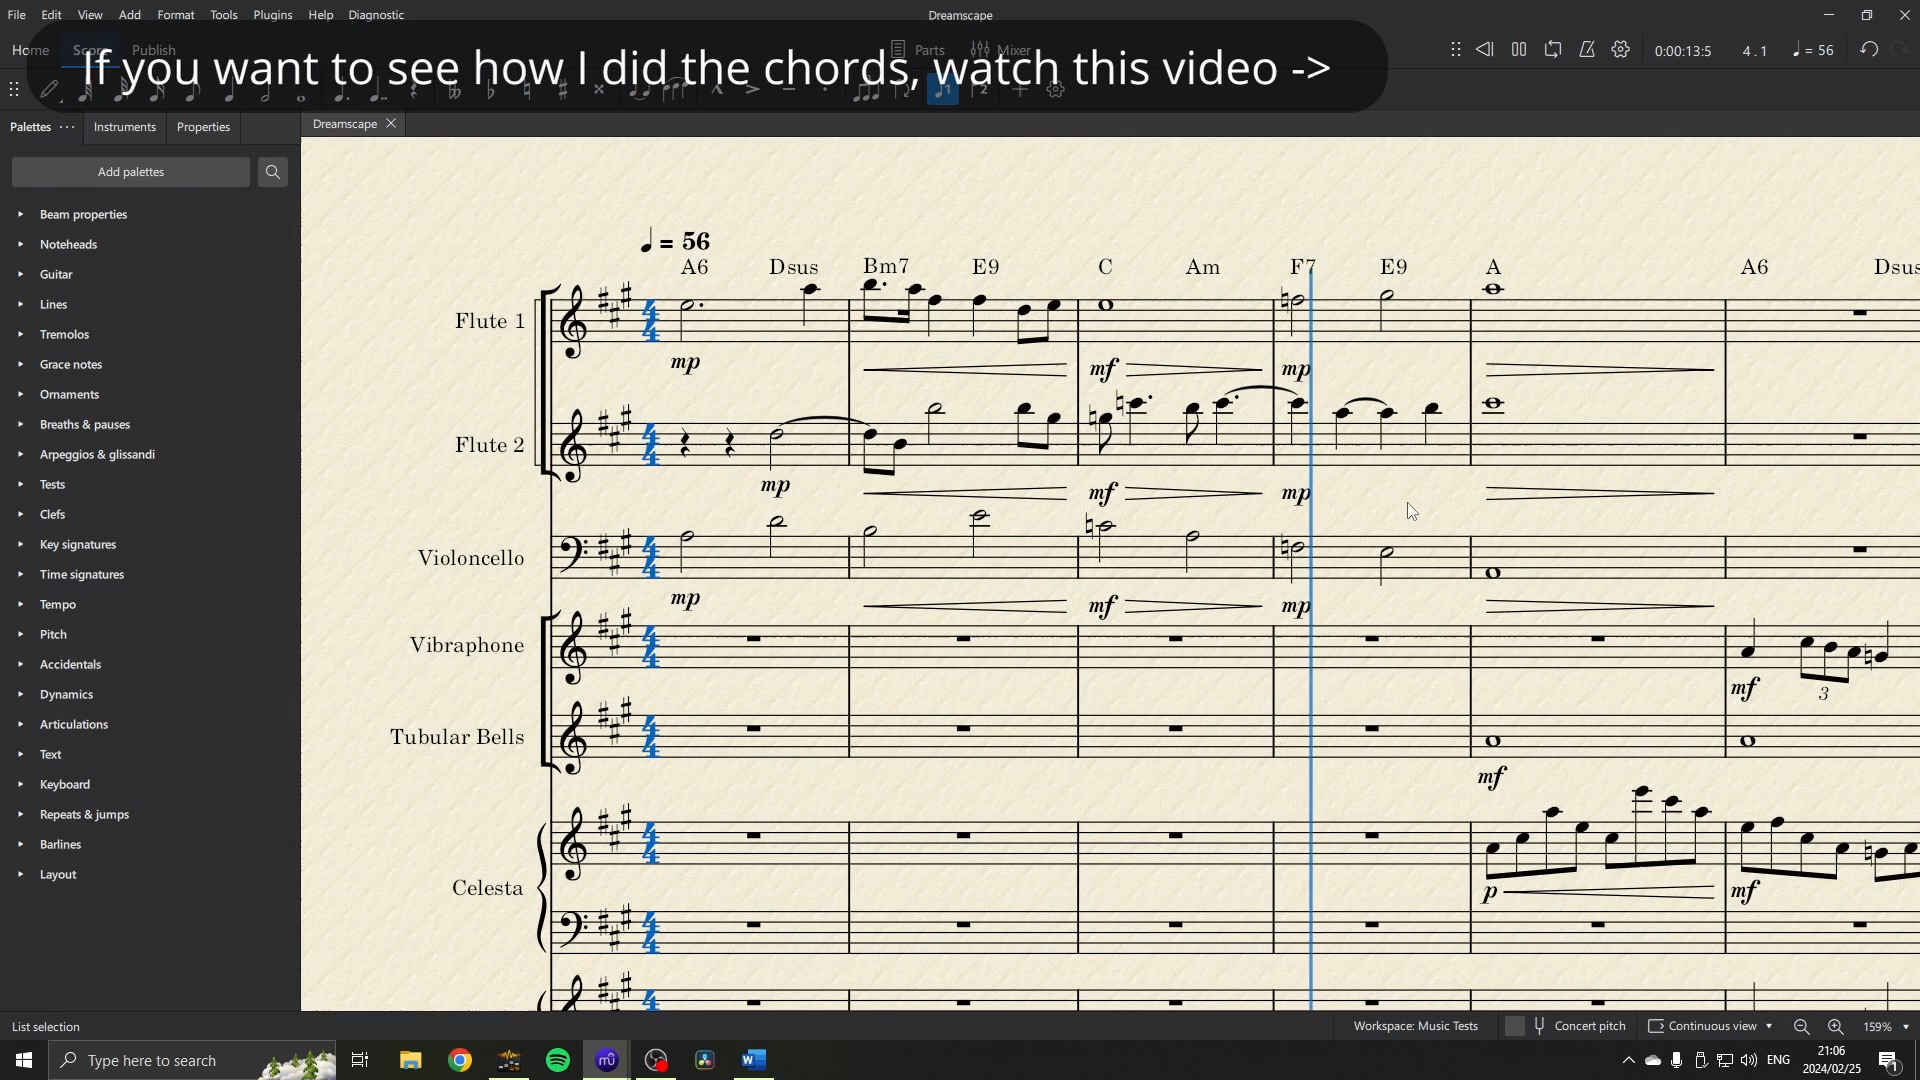 File Edit View Add Format Tools Plugins Help Diagnostic
Dreamscape
Home Score Publish
Parts Mixer
0:00:13:5 4 . 1 = 56
If you want to see how I did the chords, watch this video ->
Palettes ··· Instruments Properties
Dreamscape
Add palettes
Beam properties
Noteheads
Guitar
Lines
Tremolos
Grace notes
Ornaments
Breaths & pauses
Arpeggios & glissandi
Tests
Clefs
Key signatures
Time signatures
Tempo
Pitch
Accidentals
Dynamics
Articulations
Text
Keyboard
Repeats & jumps
Barlines
Layout
= 56
A6 Dsus Bm7 E9 C Am F7 E9 A A6 Dsus
Flute 1
mp mf mp
Flute 2
mp mf mp
Violoncello
mp mf mp
Vibraphone
mf 3
Tubular Bells
mf
Celesta
p mf
List selection
Workspace: Music Tests Concert pitch Continuous view 159%
Type here to search
ENG
21:06
2024/02/25